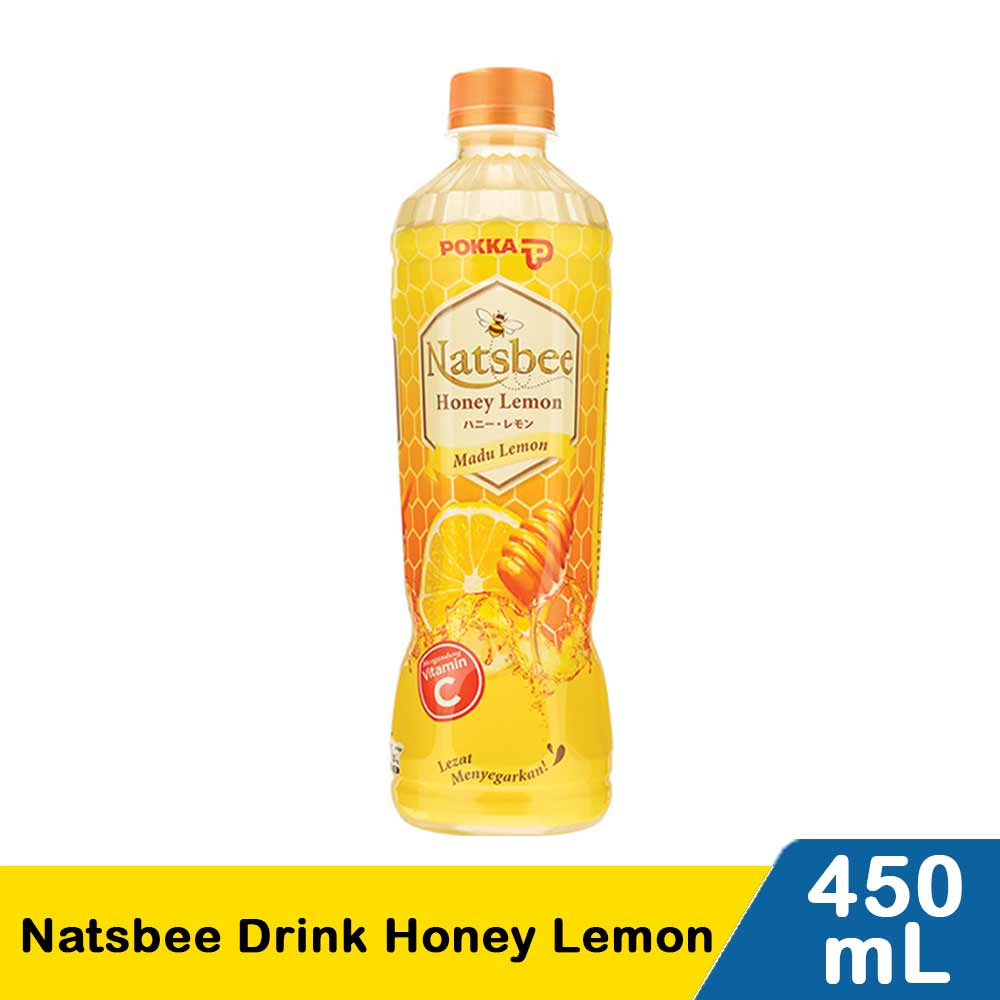 POKKA
Natsbee
Honey Lemon
ハニー・レモン
Madu Lemon
Mengandung
Vitamin
C
Lezat
Menyegarkan!
Natsbee Drink Honey Lemon
450
mL